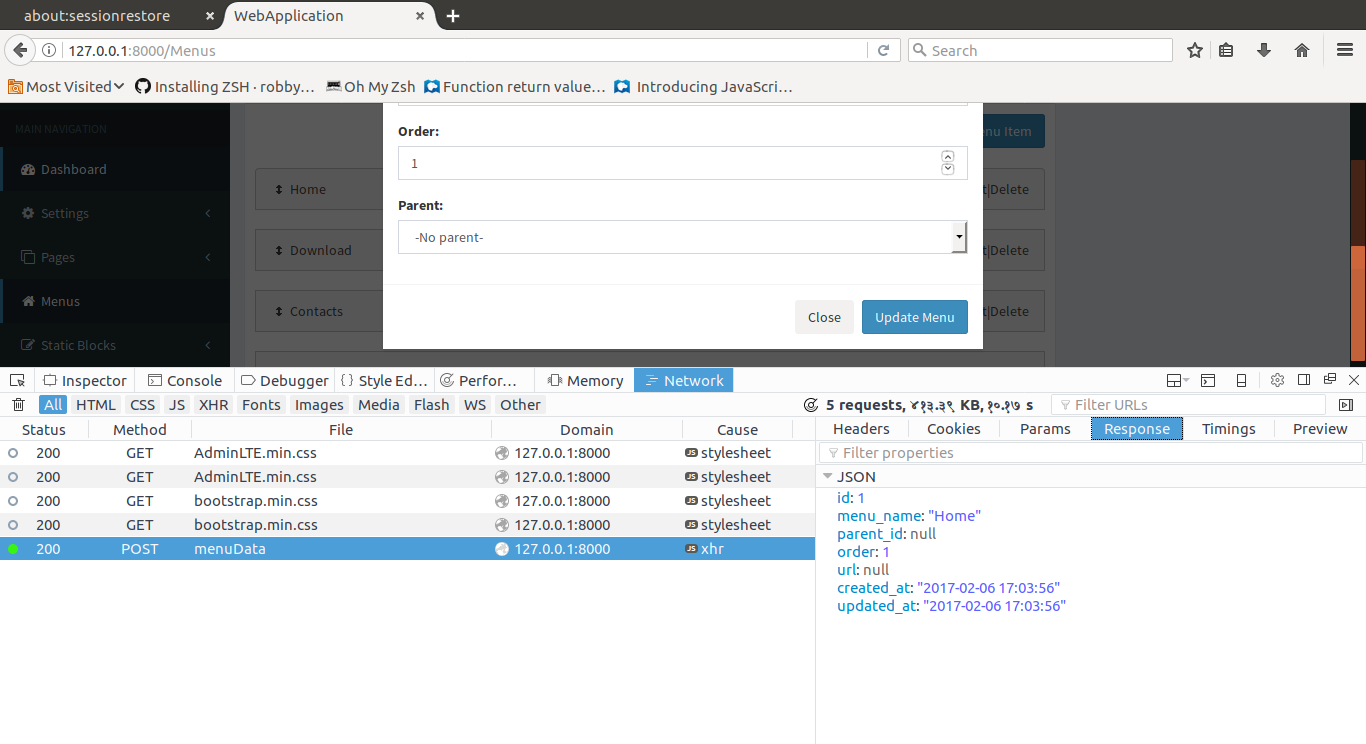 about:sessionrestore × WebApplication × +
127.0.0.1:8000/Menus Search
Most Visited Installing ZSH · robby… Oh My Zsh Function return value… Introducing JavaScri…
MAIN NAVIGATION
Dashboard
Settings
Pages
Menus
Static Blocks
nu Item
Home t|Delete
Download t|Delete
Contacts t|Delete
Order:
1
Parent:
-No parent-
Close Update Menu
Inspector Console Debugger Style Ed… Perfor… Memory Network
All HTML CSS JS XHR Fonts Images Media Flash WS Other 5 requests, ४१३.३९ KB, १०.१७ s Filter URLs
Status Method File Domain Cause Headers Cookies Params Response Timings Preview
200 GET AdminLTE.min.css 127.0.0.1:8000 JS stylesheet
200 GET AdminLTE.min.css 127.0.0.1:8000 JS stylesheet
200 GET bootstrap.min.css 127.0.0.1:8000 JS stylesheet
200 GET bootstrap.min.css 127.0.0.1:8000 JS stylesheet
200 POST menuData 127.0.0.1:8000 JS xhr
Filter properties
JSON
id: 1
menu_name: "Home"
parent_id: null
order: 1
url: null
created_at: "2017-02-06 17:03:56"
updated_at: "2017-02-06 17:03:56"